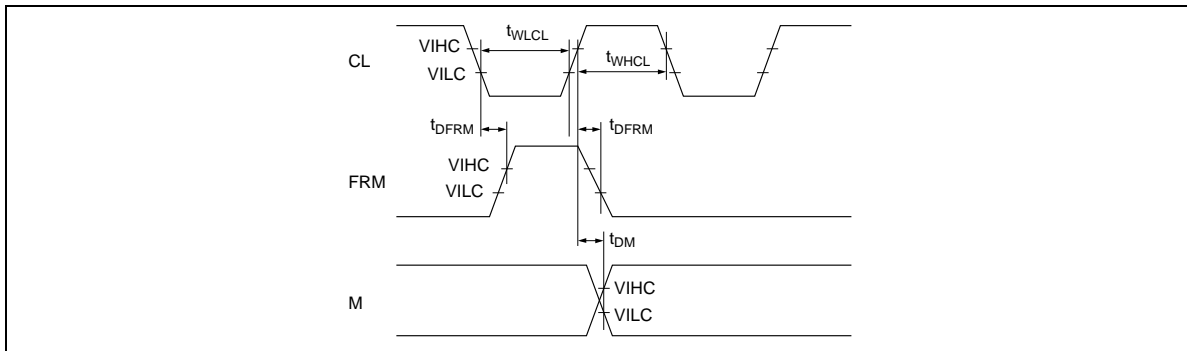 tWLCL
VIHC
CL
VILC
tWHCL
tDFRM
tDFRM
VIHC
FRM
VILC
tDM
VIHC
M
VILC